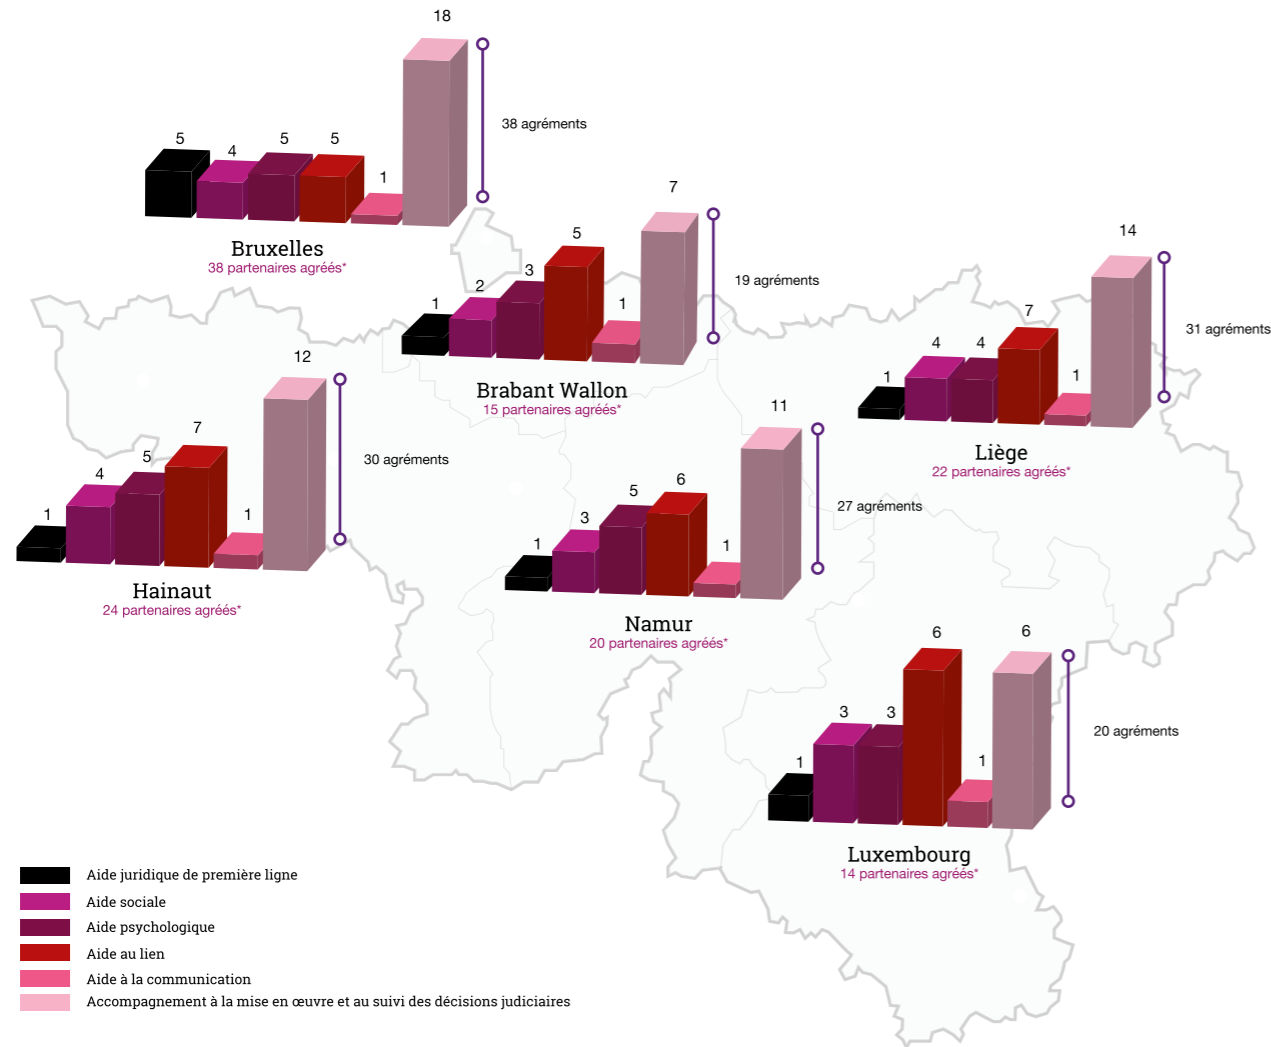 18
5
4
5
5
1
38 agréments
Bruxelles
38 partenaires agréés*
7
5
3
2
1
1
19 agréments
Brabant Wallon
15 partenaires agréés*
14
7
4
4
1
1
31 agréments
Liège
22 partenaires agréés*
12
7
5
4
1
1
30 agréments
Hainaut
24 partenaires agréés*
11
6
5
3
1
1
27 agréments
Namur
20 partenaires agréés*
6
6
3
3
1
1
20 agréments
Luxembourg
14 partenaires agréés*
Aide juridique de première ligne
Aide sociale
Aide psychologique
Aide au lien
Aide à la communication
Accompagnement à la mise en œuvre et au suivi des décisions judiciaires